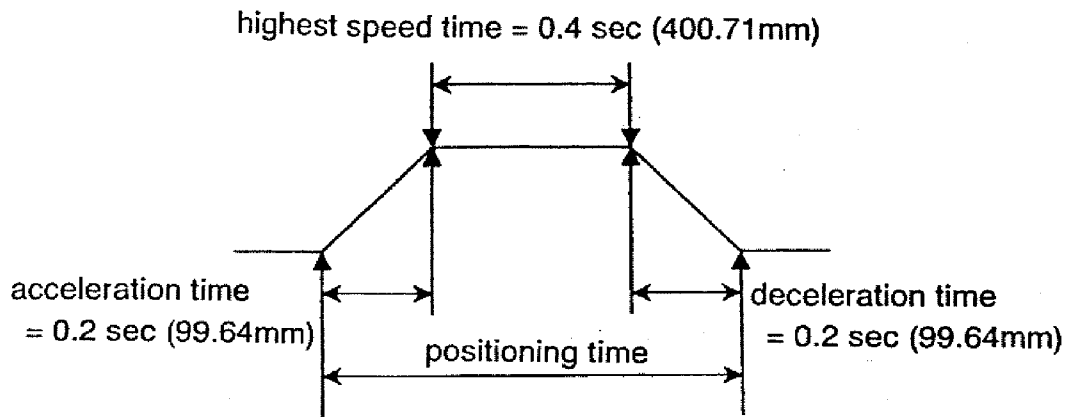 highest speed time = 0.4 sec (400.71mm)
acceleration time
= 0.2 sec (99.64mm)
deceleration time
= 0.2 sec (99.64mm)
positioning time